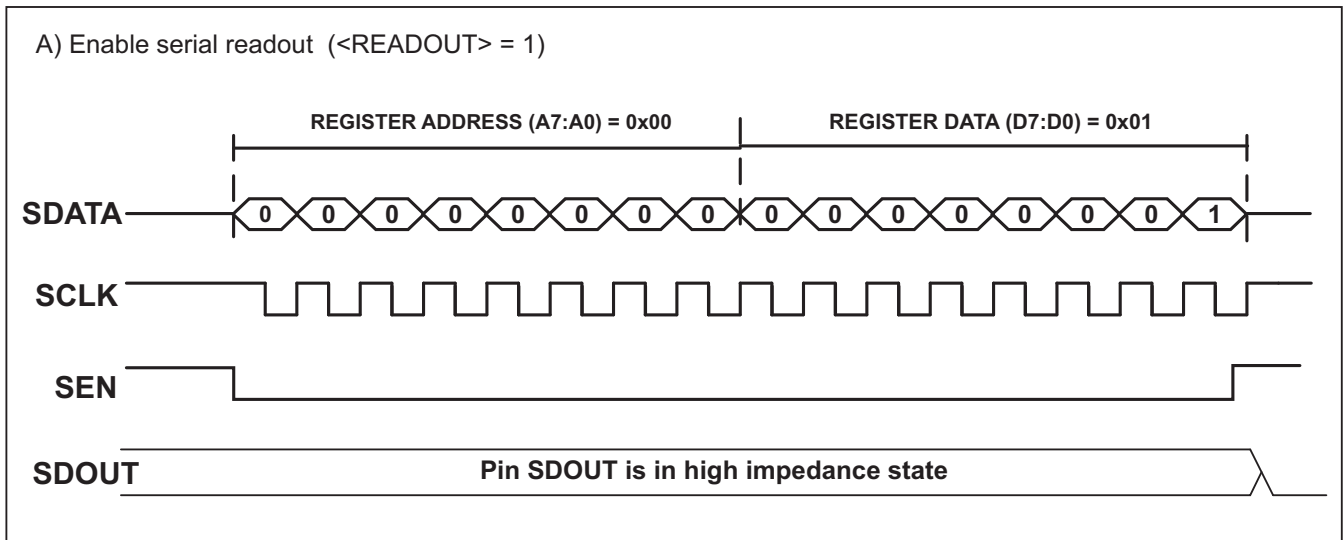 A) Enable serial readout (<READOUT> = 1)
REGISTER ADDRESS (A7:A0) = 0x00 REGISTER DATA (D7:D0) = 0x01
SDATA 0 0 0 0 0 0 0 0 0 0 0 0 0 0 0 1
SCLK
SEN
SDOUT Pin SDOUT is in high impedance state